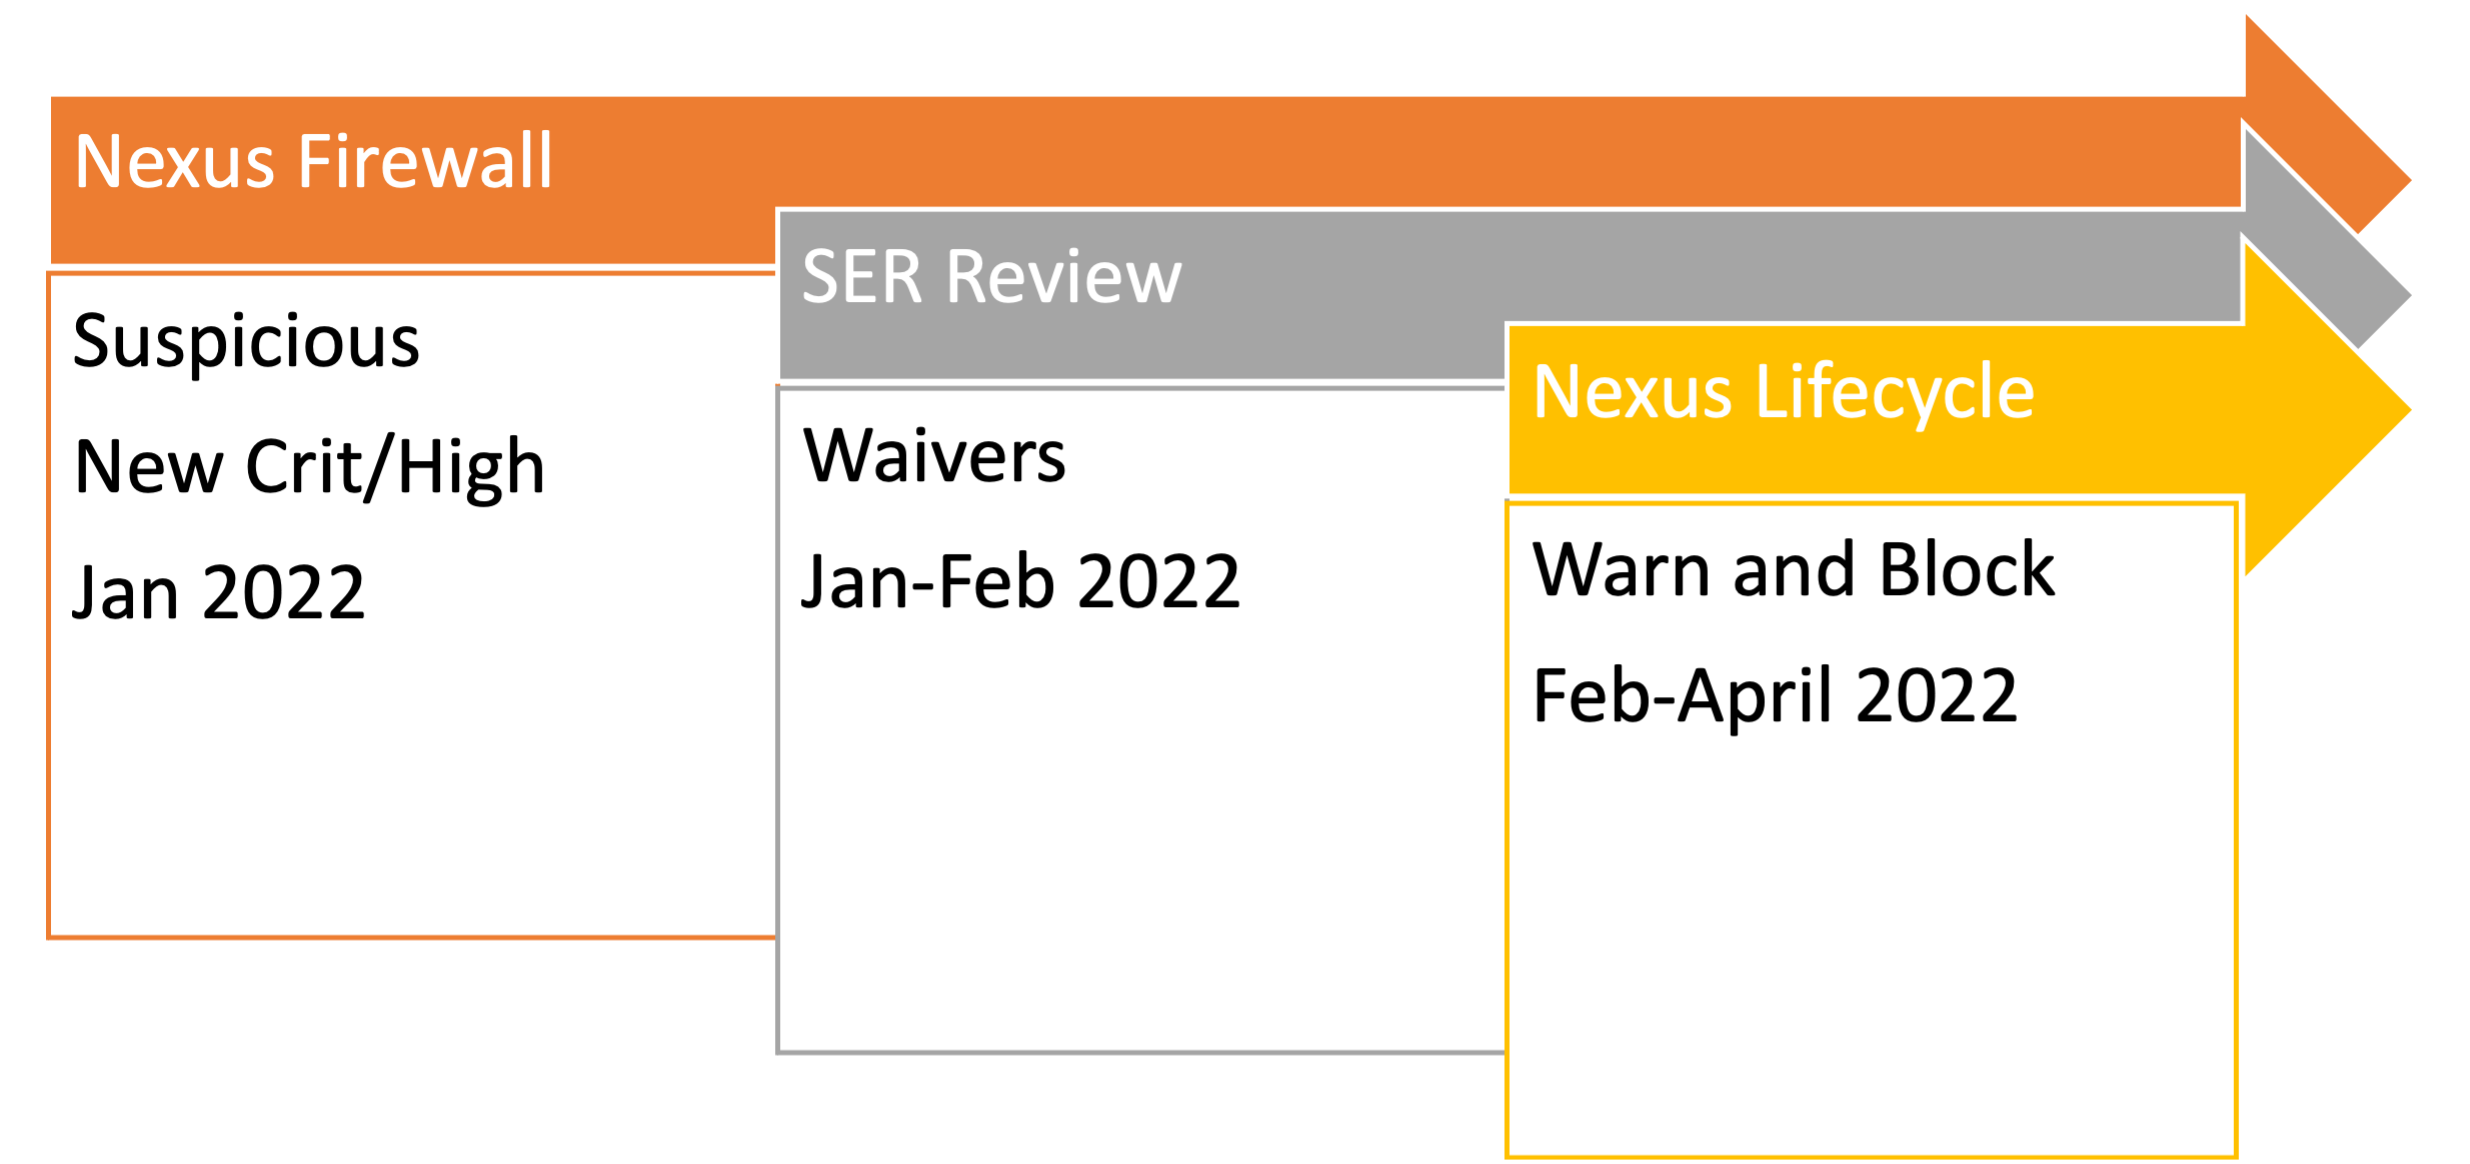 Nexus Firewall
Suspicious
New Crit/High
Jan 2022
SER Review
Waivers
Jan-Feb 2022
Nexus Lifecycle
Warn and Block
Feb-April 2022